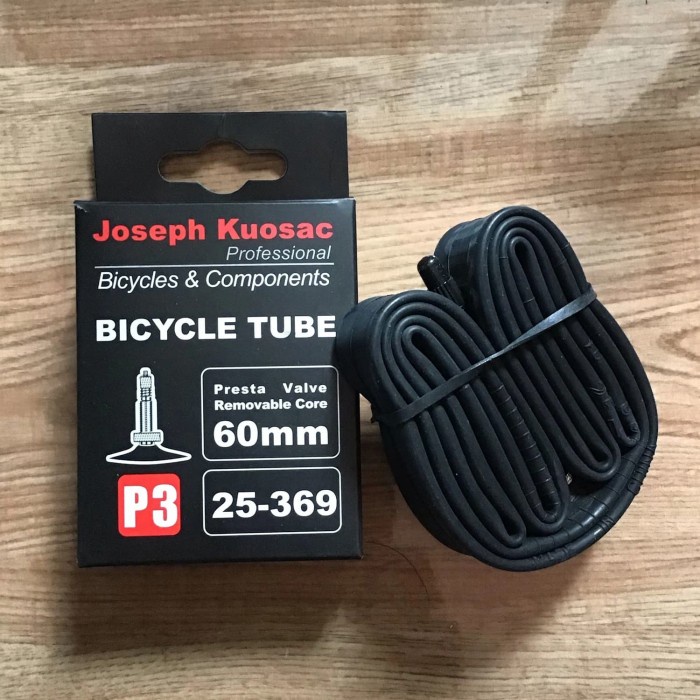 Joseph Kuosac
Professional
Bicycles & Components
BICYCLE TUBE
Presta Valve
Removable Core
60mm
P3
25-369